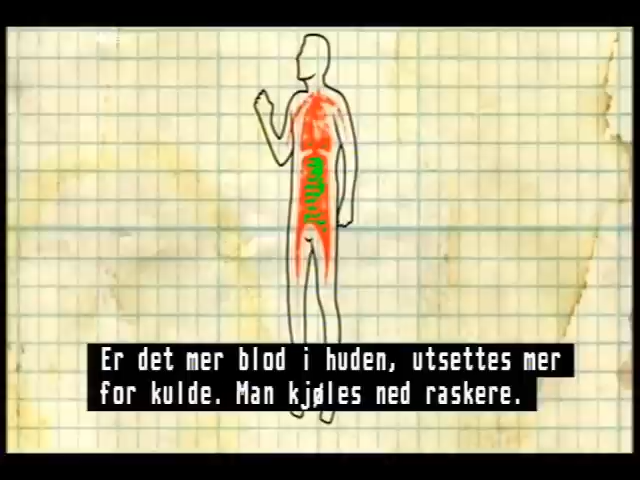 Er det mer blod i huden, utsettes mer
for kulde. Man kjøles ned raskere.